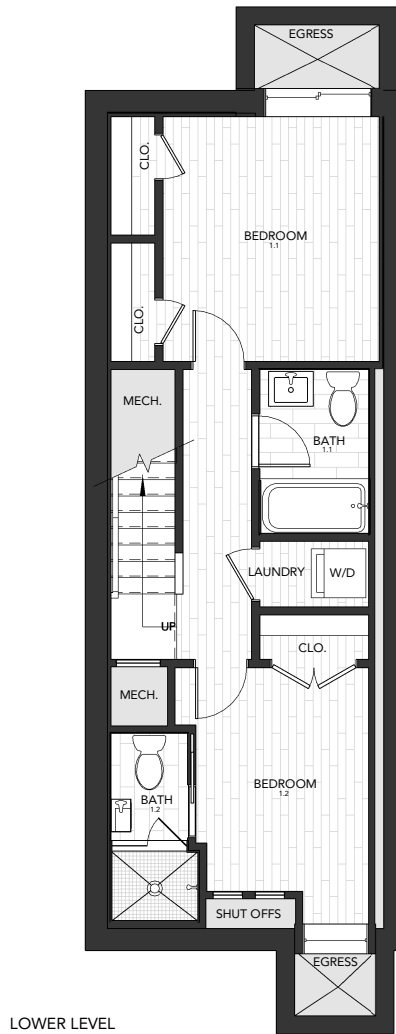 EGRESS
CLO.
BEDROOM
1.1
CLO.
MECH.
BATH
1.1
LAUNDRY
W/D
UP
CLO.
MECH.
BEDROOM
1.2
BATH
1.2
SHUT OFFS
EGRESS
LOWER LEVEL